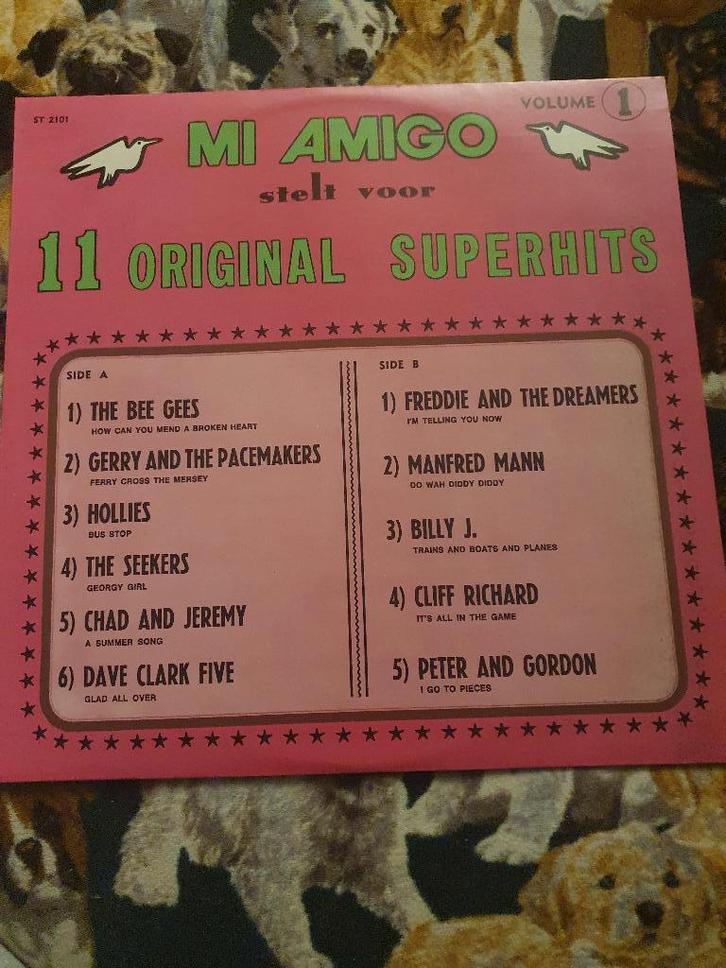 ST 2101
VOLUME 1
MI AMIGO
stelt voor
11 ORIGINAL SUPERHITS
SIDE A
1) THE BEE GEES
HOW CAN YOU MEND A BROKEN HEART
2) GERRY AND THE PACEMAKERS
FERRY CROSS THE MERSEY
3) HOLLIES
BUS STOP
4) THE SEEKERS
GEORGY GIRL
5) CHAD AND JEREMY
A SUMMER SONG
6) DAVE CLARK FIVE
GLAD ALL OVER
SIDE B
1) FREDDIE AND THE DREAMERS
I'M TELLING YOU NOW
2) MANFRED MANN
DO WAH DIDDY DIDDY
3) BILLY J.
TRAINS AND BOATS AND PLANES
4) CLIFF RICHARD
IT'S ALL IN THE GAME
5) PETER AND GORDON
I GO TO PIECES